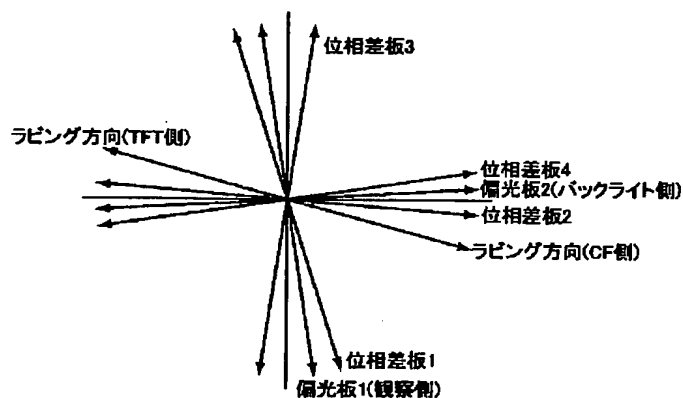 位相差板3
ラビング方向(TFT側)
位相差板4
偏光板2(バックライト側)
位相差板2
ラビング方向(CF側)
位相差板1
偏光板1(観察側)